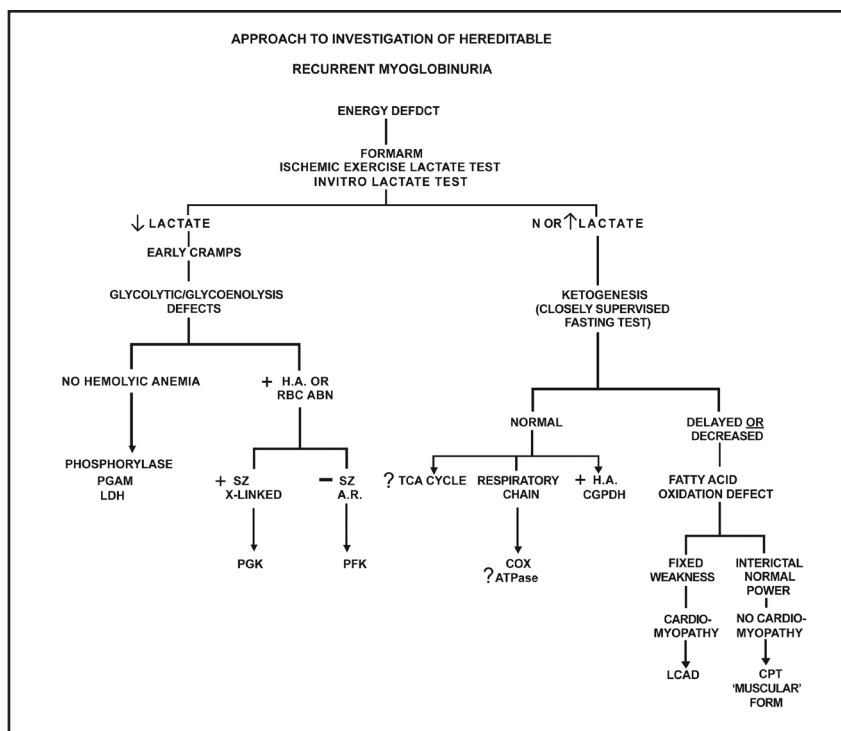 APPROACH TO INVESTIGATION OF HEREDITABLE
RECURRENT MYOGLOBINURIA
ENERGY DEFDCT
FORMARM
ISCHEMIC EXERCISE LACTATE TEST
INVITRO LACTATE TEST
↓ LACTATE
N OR ↑ LACTATE
EARLY CRAMPS
GLYCOLYTIC/GLYCOENOLYSIS
DEFECTS
KETOGENESIS
(CLOSELY SUPERVISED
FASTING TEST)
NO HEMOLYIC ANEMIA
+ H.A. OR
RBC ABN
NORMAL
DELAYED OR
DECREASED
PHOSPHORYLASE
PGAM
LDH
+ SZ
X-LINKED
- SZ
A.R.
? TCA CYCLE
RESPIRATORY
CHAIN
+ H.A.
CGPDH
FATTY ACID
OXIDATION DEFECT
PGK
PFK
COX
? ATPase
FIXED
WEAKNESS
INTERICTAL
NORMAL
POWER
CARDIO-
MYOPATHY
NO CARDIO-
MYOPATHY
LCAD
CPT
'MUSCULAR'
FORM